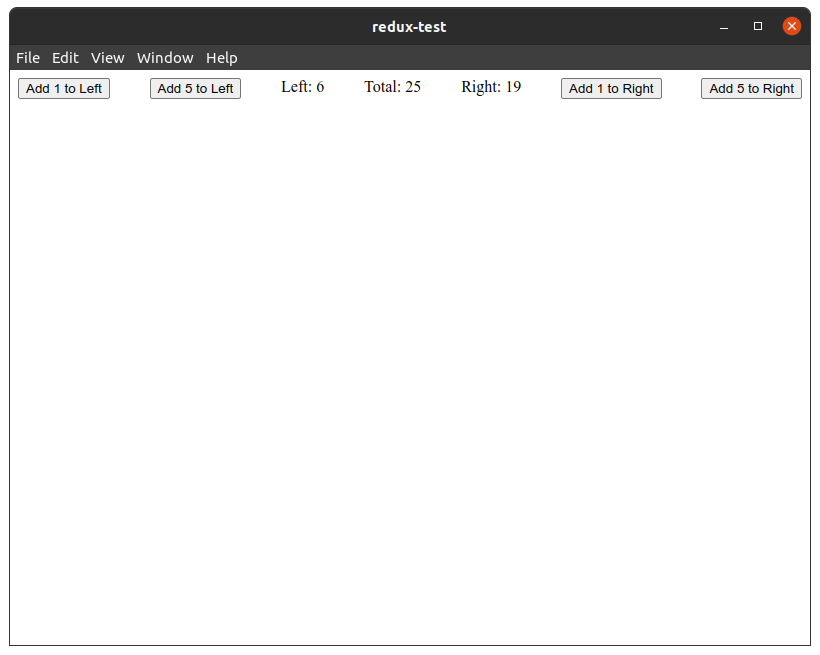 redux-test
File Edit View Window Help
Add 1 to Left Add 5 to Left Left: 6 Total: 25 Right: 19 Add 1 to Right Add 5 to Right